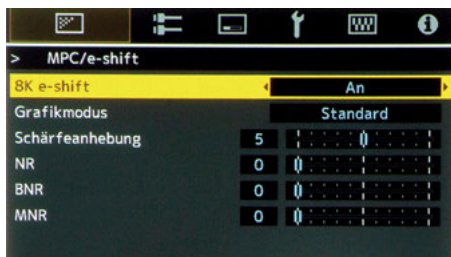 > MPC/e-shift
8K e-shift An
Grafikmodus Standard
Schärfeanhebung 5
NR 0
BNR 0
MNR 0